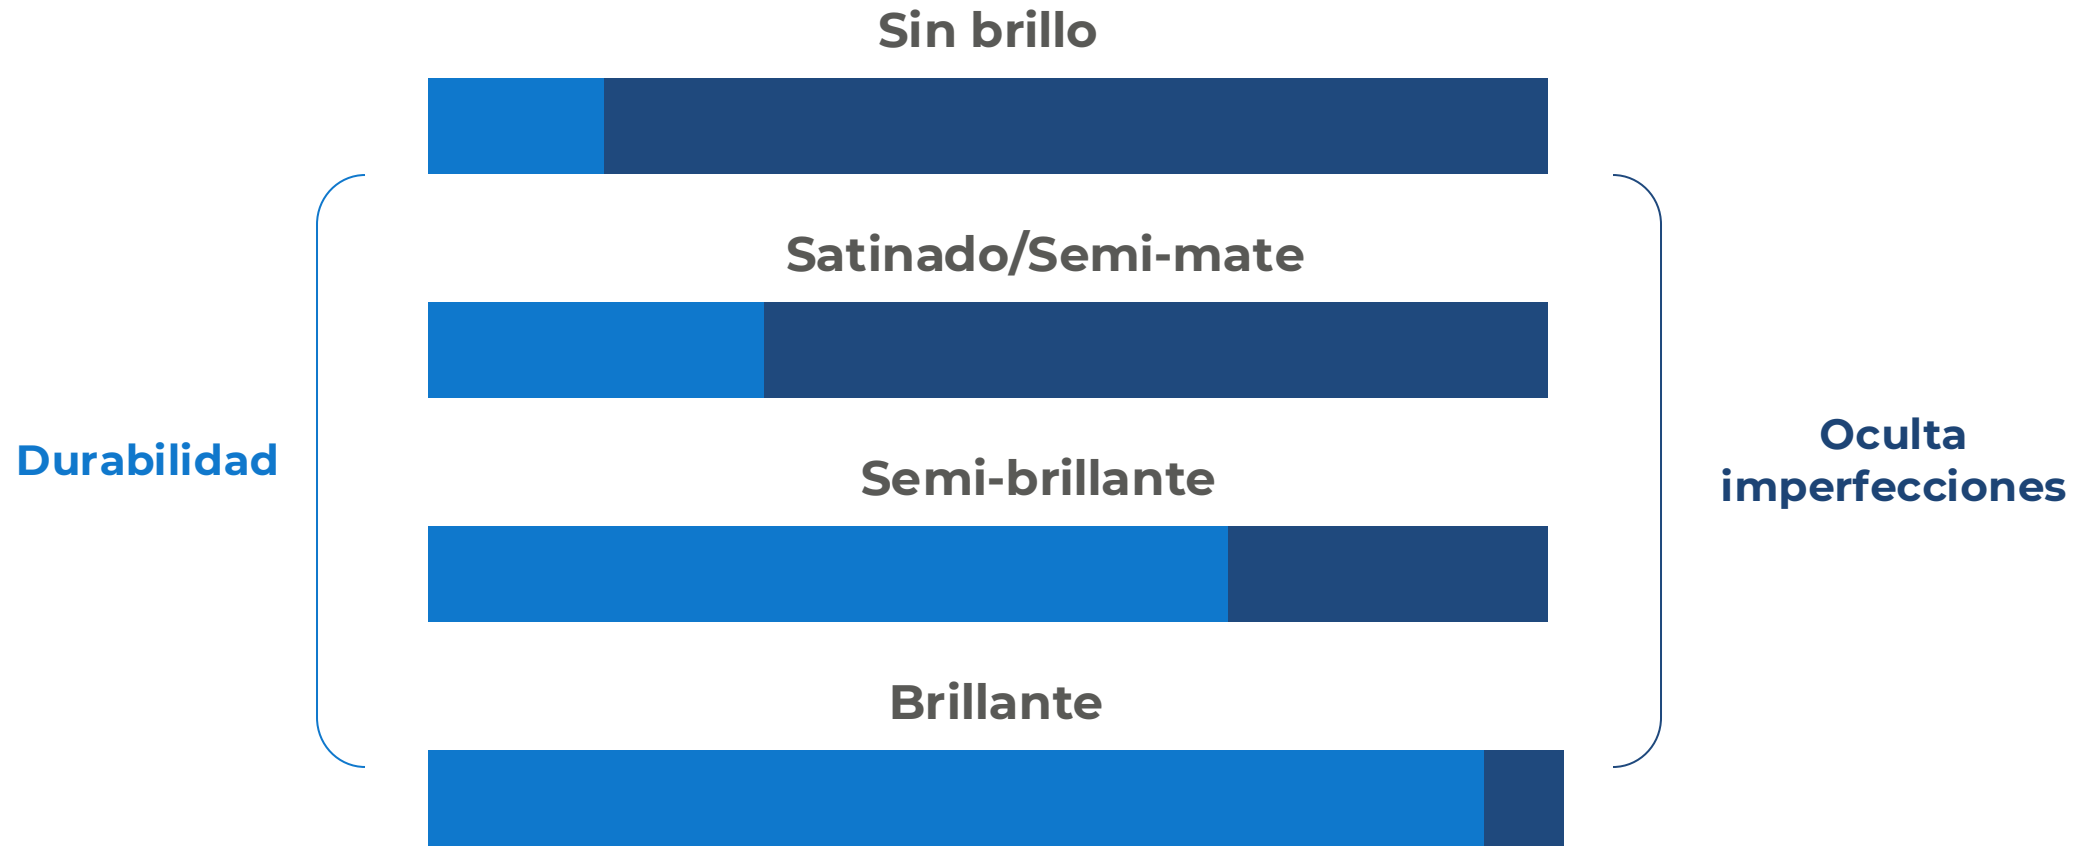 Sin brillo
Satinado/Semi-mate
Durabilidad
Oculta
imperfecciones
Semi-brillante
Brillante